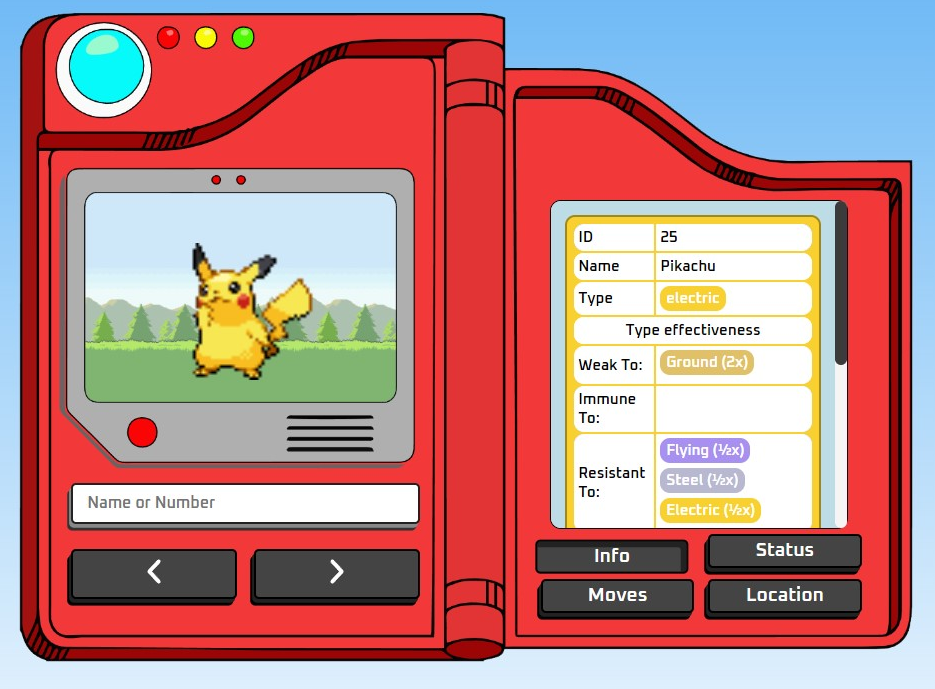 Name or Number
ID 25
Name Pikachu
Type electric
Type effectiveness
Weak To: Ground (2x)
Immune
To:
Resistant
To:
Flying (½x)
Steel (½x)
Electric (½x)
Info
Status
Moves
Location